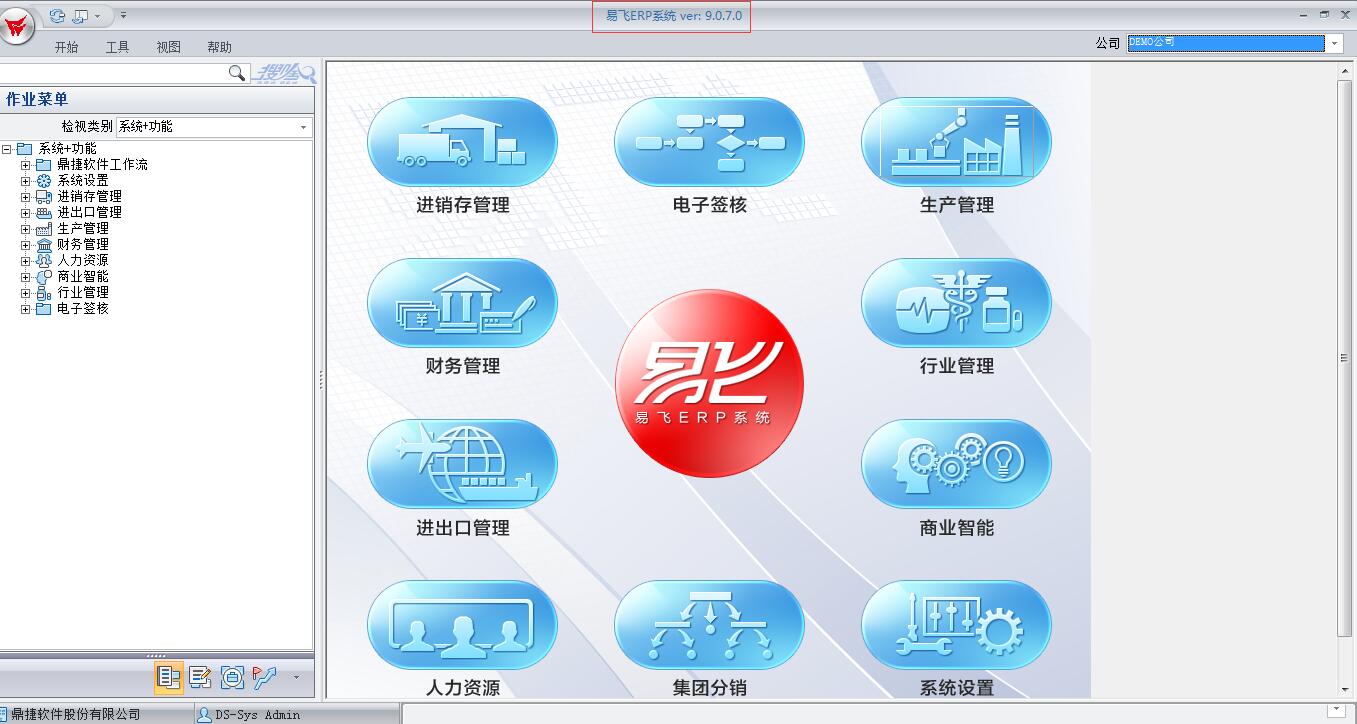 易飞ERP系统 ver: 9.0.7.0
开始 工具 视图 帮助
公司 DEMO公司
搜啥
作业菜单
检视类别 系统+功能
系统+功能
鼎捷软件工作流
系统设置
进销存管理
进出口管理
生产管理
财务管理
人力资源
商业智能
行业管理
电子签核
进销存管理 电子签核 生产管理
财务管理 行业管理
易飞
易飞ERP系统
进出口管理 商业智能
人力资源 集团分销 系统设置
鼎捷软件股份有限公司 DS-Sys Admin